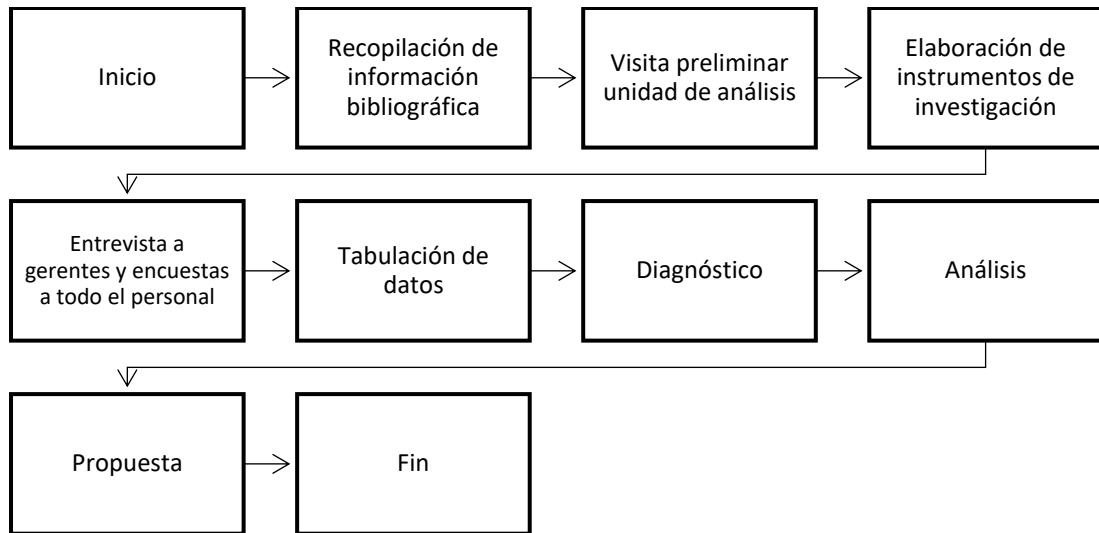 Inicio
Recopilación de
información
bibliográfica
Visita preliminar
unidad de análisis
Elaboración de
instrumentos de
investigación
Entrevista a
gerentes y encuestas
a todo el personal
Tabulación de
datos
Diagnóstico
Análisis
Propuesta
Fin